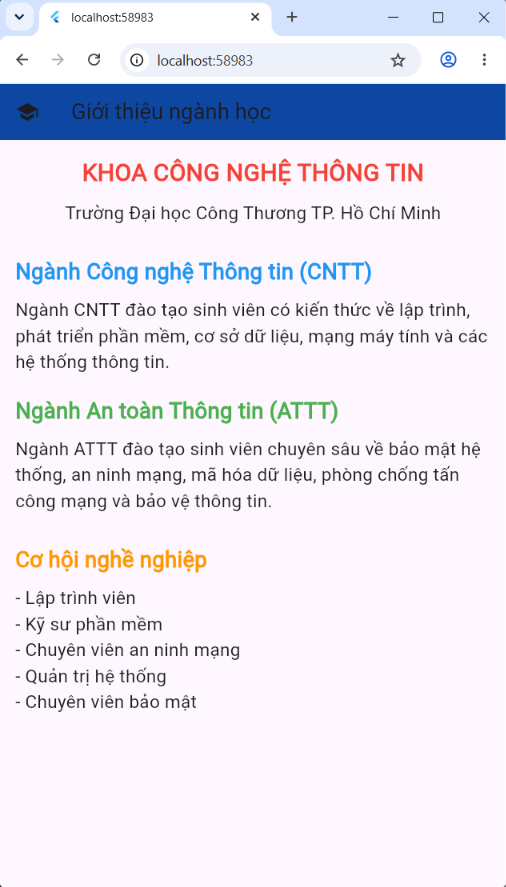 localhost:58983
localhost:58983
Giới thiệu ngành học
KHOA CÔNG NGHỆ THÔNG TIN
Trường Đại học Công Thương TP. Hồ Chí Minh
Ngành Công nghệ Thông tin (CNTT)
Ngành CNTT đào tạo sinh viên có kiến thức về lập trình,
phát triển phần mềm, cơ sở dữ liệu, mạng máy tính và các
hệ thống thông tin.
Ngành An toàn Thông tin (ATTT)
Ngành ATTT đào tạo sinh viên chuyên sâu về bảo mật hệ
thống, an ninh mạng, mã hóa dữ liệu, phòng chống tấn
công mạng và bảo vệ thông tin.
Cơ hội nghề nghiệp
- Lập trình viên
- Kỹ sư phần mềm
- Chuyên viên an ninh mạng
- Quản trị hệ thống
- Chuyên viên bảo mật